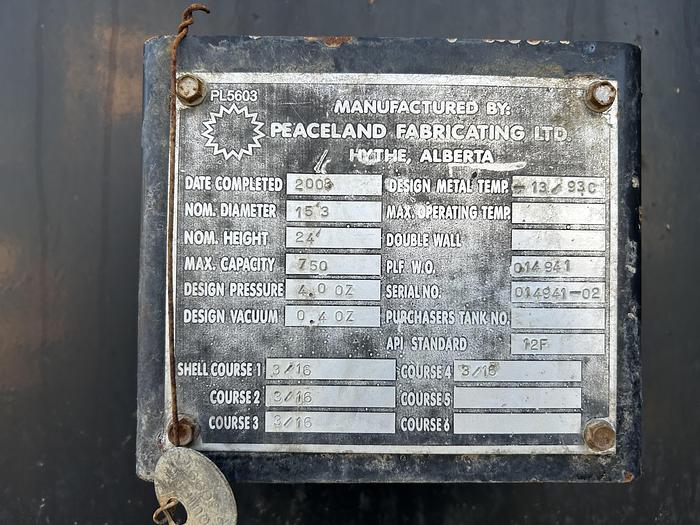 PL5603
MANUFACTURED BY:
PEACELAND FABRICATING LTD.
HYTHE, ALBERTA
DATE COMPLETED 2008 DESIGN METAL TEMP. -13/93C
NOM. DIAMETER 15'3 MAX. OPERATING TEMP.
NOM. HEIGHT 24' DOUBLE WALL
MAX. CAPACITY 750 PLF W.O. 014941
DESIGN PRESSURE 4.0 OZ SERIAL NO. 014941-02
DESIGN VACUUM 0.4 OZ PURCHASERS TANK NO.
API STANDARD 12F
SHELL COURSE 1 3/16 COURSE 4 3/16
COURSE 2 3/16 COURSE 5
COURSE 3 3/16 COURSE 6